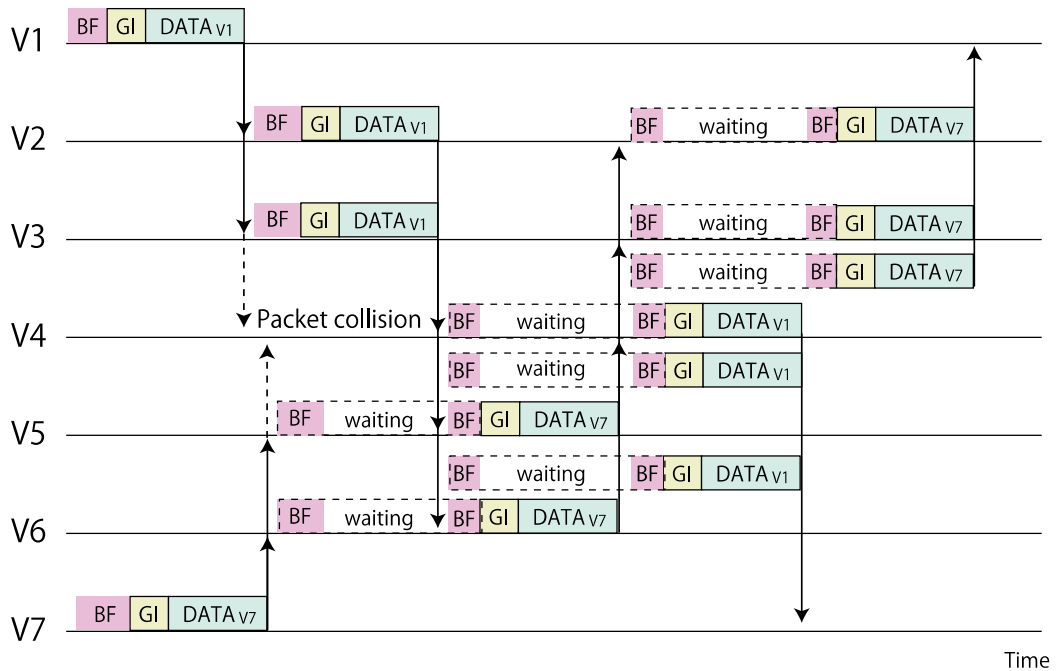 V1 BF GI DATA V1
V2 BF GI DATA V1 BF waiting BF GI DATA V7
V3 BF GI DATA V1 BF waiting BF GI DATA V7
BF waiting BF GI DATA V7
V4 Packet collision BF waiting BF GI DATA V1
BF waiting BF GI DATA V1
V5 BF waiting BF GI DATA V7
BF waiting BF GI DATA V1
V6 BF waiting BF GI DATA V7
V7 BF GI DATA V7
Time